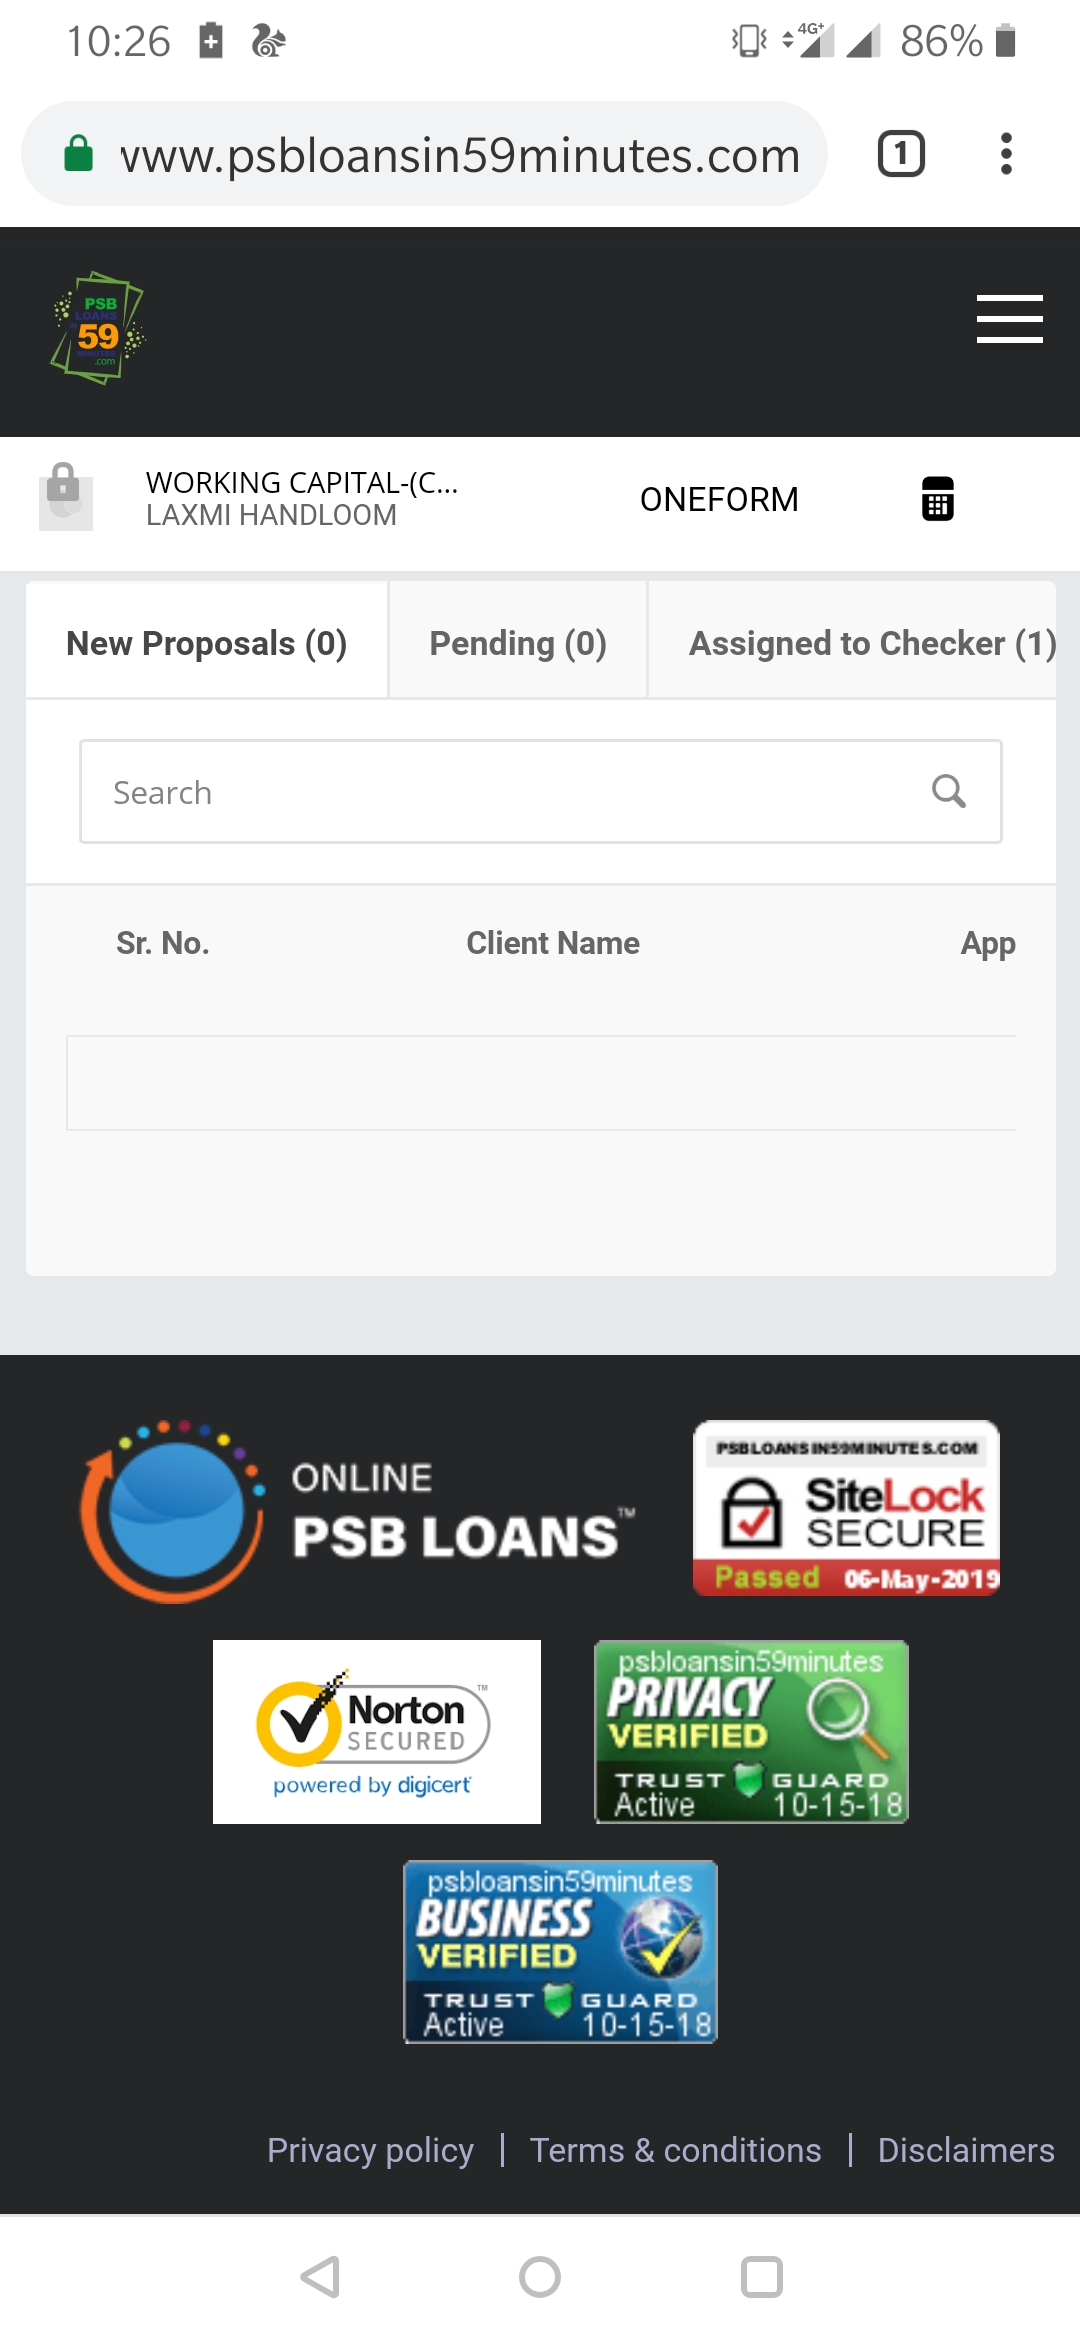 10:26
4G+
86%
www.psbloansin59minutes.com
1
PSB
LOANS
IN 59
MINUTES
.com
WORKING CAPITAL-(C...
LAXMI HANDLOOM
ONEFORM
New Proposals (0)
Pending (0)
Assigned to Checker (1)
Search
Sr. No.
Client Name
App
ONLINE
PSB LOANS™
PSBLOANSIN59MINUTES.COM
SiteLock
SECURE
Passed 06-May-2019
Norton™
SECURED
powered by digicert
psbloansin59minutes
PRIVACY
VERIFIED
TRUST GUARD
Active 10-15-18
psbloansin59minutes
BUSINESS
VERIFIED
TRUST GUARD
Active 10-15-18
Privacy policy | Terms & conditions | Disclaimers